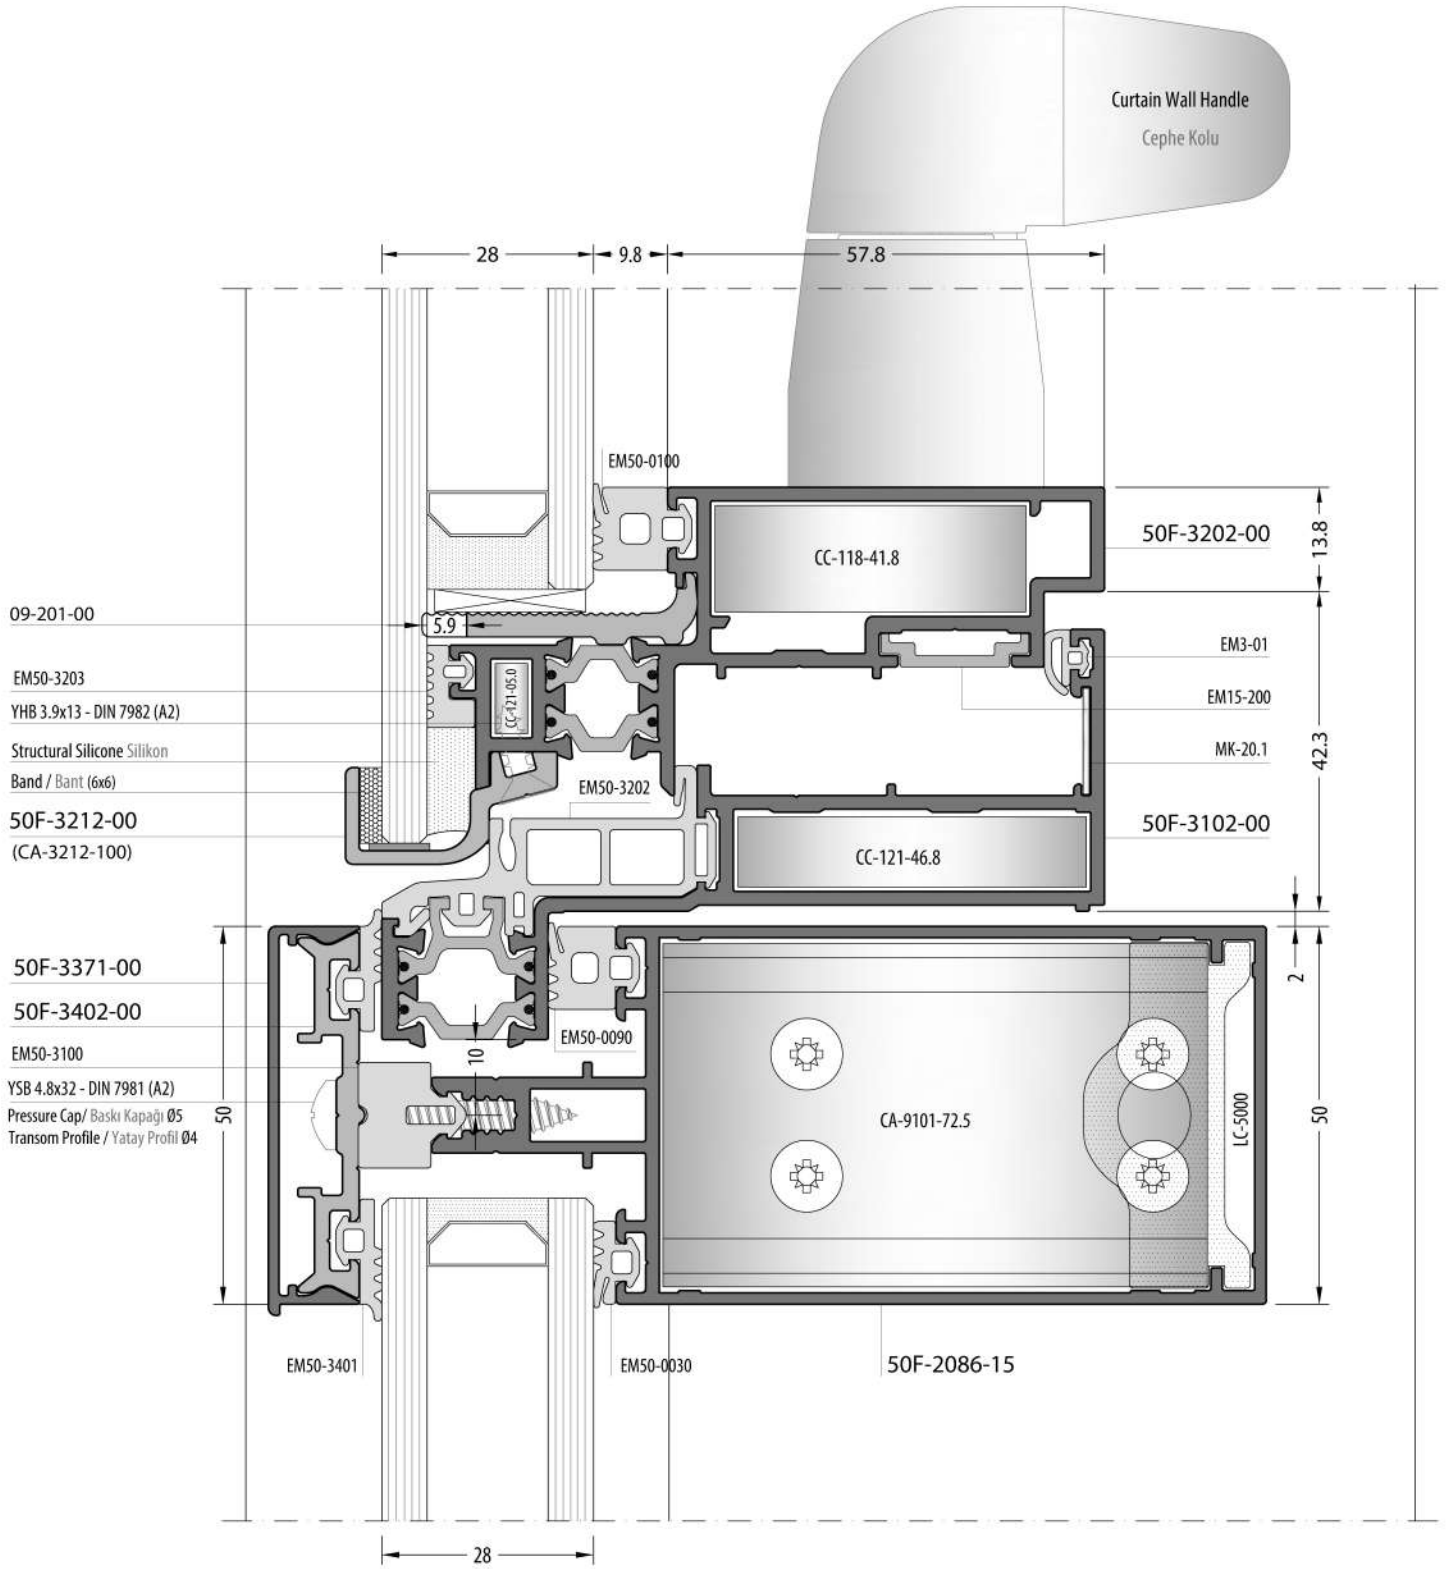 Curtain Wall Handle
Cephe Kolu
28
9.8
57.8
EM50-0100
50F-3202-00
13.8
CC-118-41.8
09-201-00
5.9
EM3-01
EM50-3203
CC-121-05.0
EM15-200
YHB 3.9x13 - DIN 7982 (A2)
42.3
Structural Silicone Silikon
MK-20.1
Band / Bant (6x6)
EM50-3202
50F-3212-00
50F-3102-00
(CA-3212-100)
CC-121-46.8
50F-3371-00
2
50F-3402-00
EM50-0090
EM50-3100
10
YSB 4.8x32 - DIN 7981 (A2)
Pressure Cap/ Baskı Kapağı Ø5
50
CA-9101-72.5
LC-5000
50
Transom Profile / Yatay Profil Ø4
EM50-3401
EM50-0030
50F-2086-15
28